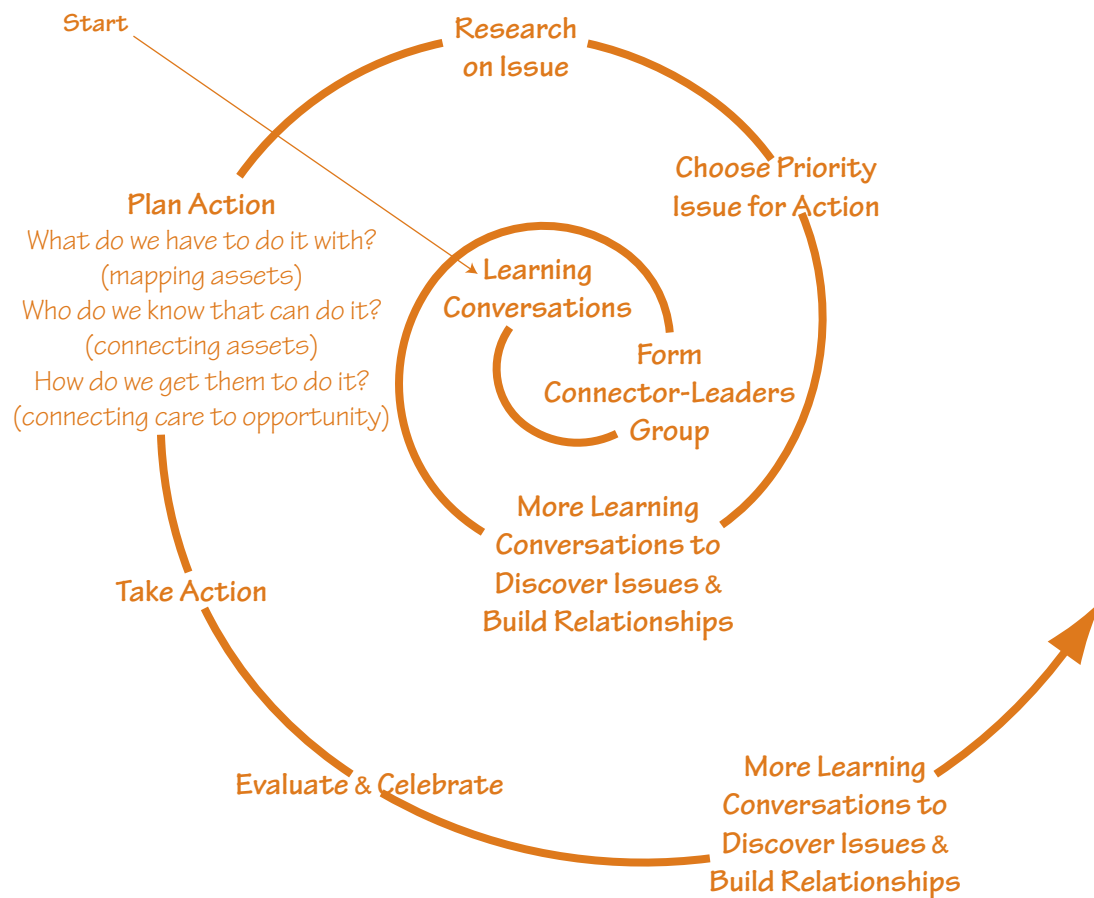 Start
Learning
Conversations
Form
Connector-Leaders
Group
More Learning
Conversations to
Discover Issues &
Build Relationships
Choose Priority
Issue for Action
Research
on Issue
Plan Action
What do we have to do it with?
(mapping assets)
Who do we know that can do it?
(connecting assets)
How do we get them to do it?
(connecting care to opportunity)
Take Action
Evaluate & Celebrate
More Learning
Conversations to
Discover Issues &
Build Relationships